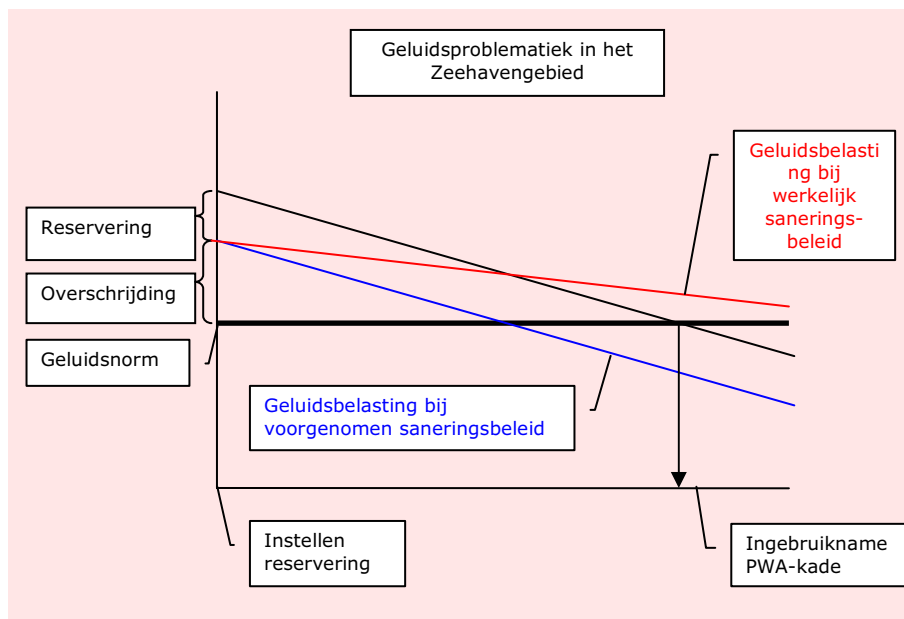 Geluidsproblematiek in het
Zeehavengebied
Geluidsbelasti
ng bij
werkelijk
sanerings-
beleid
Reservering
Overschrijding
Geluidsnorm
Geluidsbelasting bij
voorgenomen saneringsbeleid
Instellen
reservering
Ingebruikname
PWA-kade